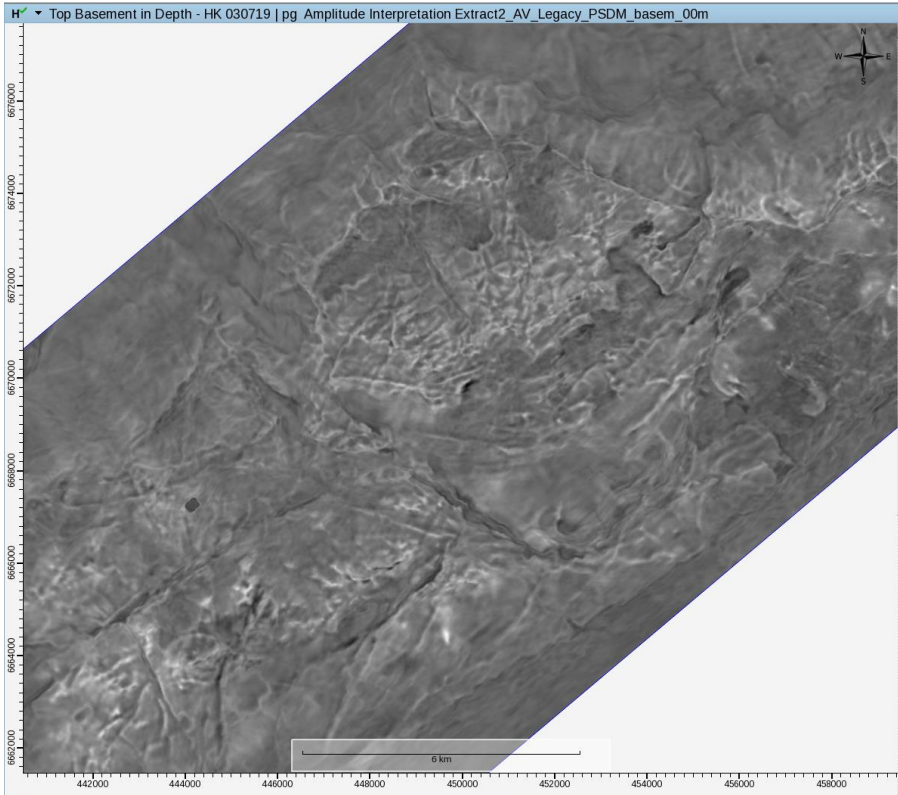 H Top Basement in Depth - HK 030719 | pg Amplitude Interpretation Extract2_AV_Legacy_PSDM_basem_00m
N
W E
S
6676000
6674000
6672000
6670000
6668000
6666000
6664000
6662000
6 km
442000 444000 446000 448000 450000 452000 454000 456000 458000